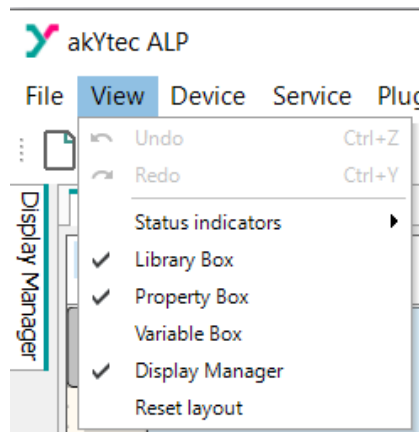 akYtec ALP
File View Device Service
Undo Ctrl+Z
Redo Ctrl+Y
Status indicators
Library Box
Property Box
Variable Box
Display Manager
Reset layout
Display Manager